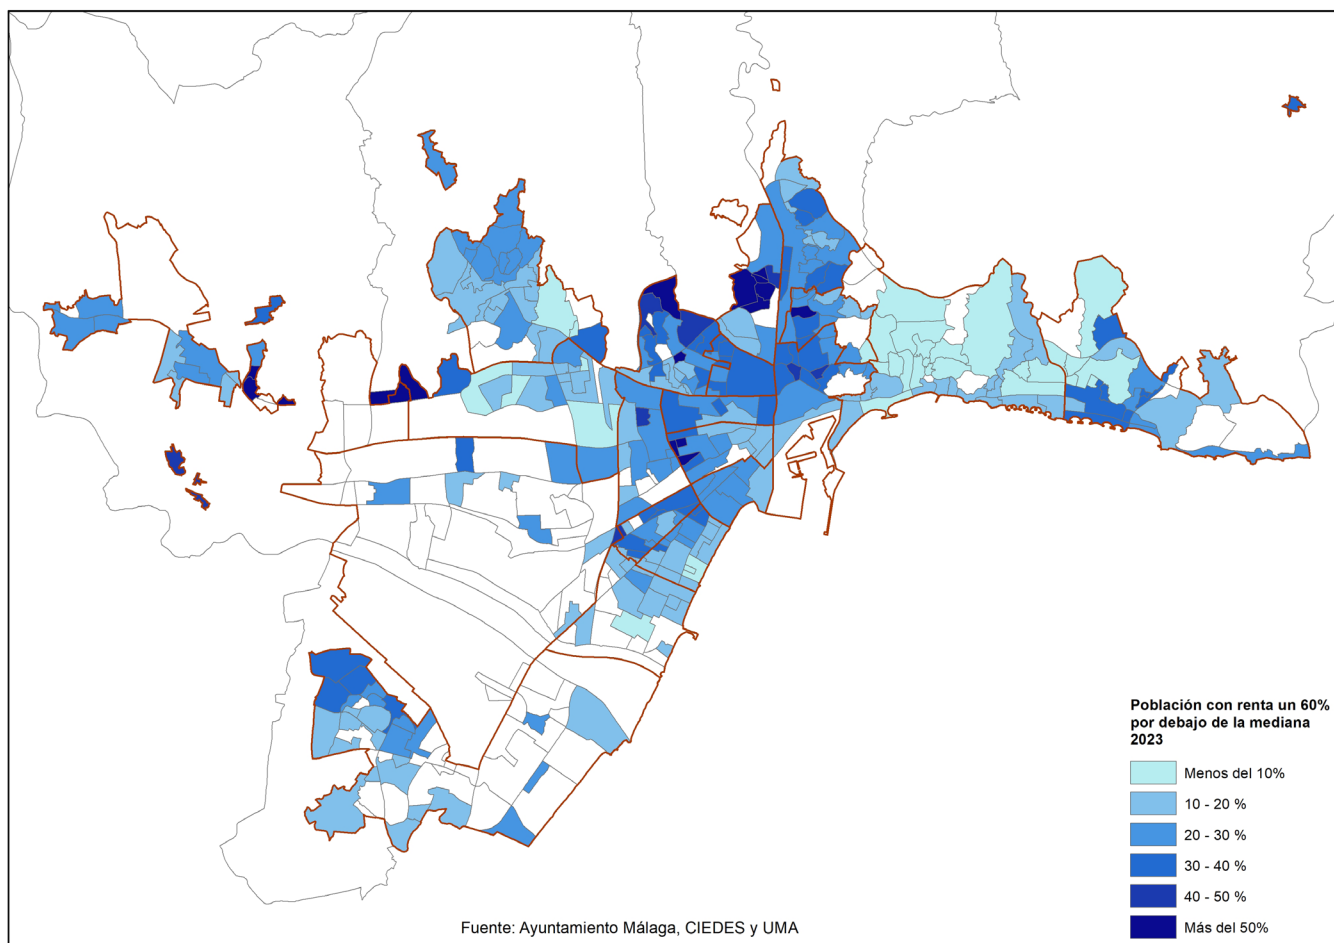 Población con renta un 60%
por debajo de la mediana
2023
Menos del 10%
10 - 20 %
20 - 30 %
30 - 40 %
40 - 50 %
Más del 50%
Fuente: Ayuntamiento Málaga, CIEDES y UMA